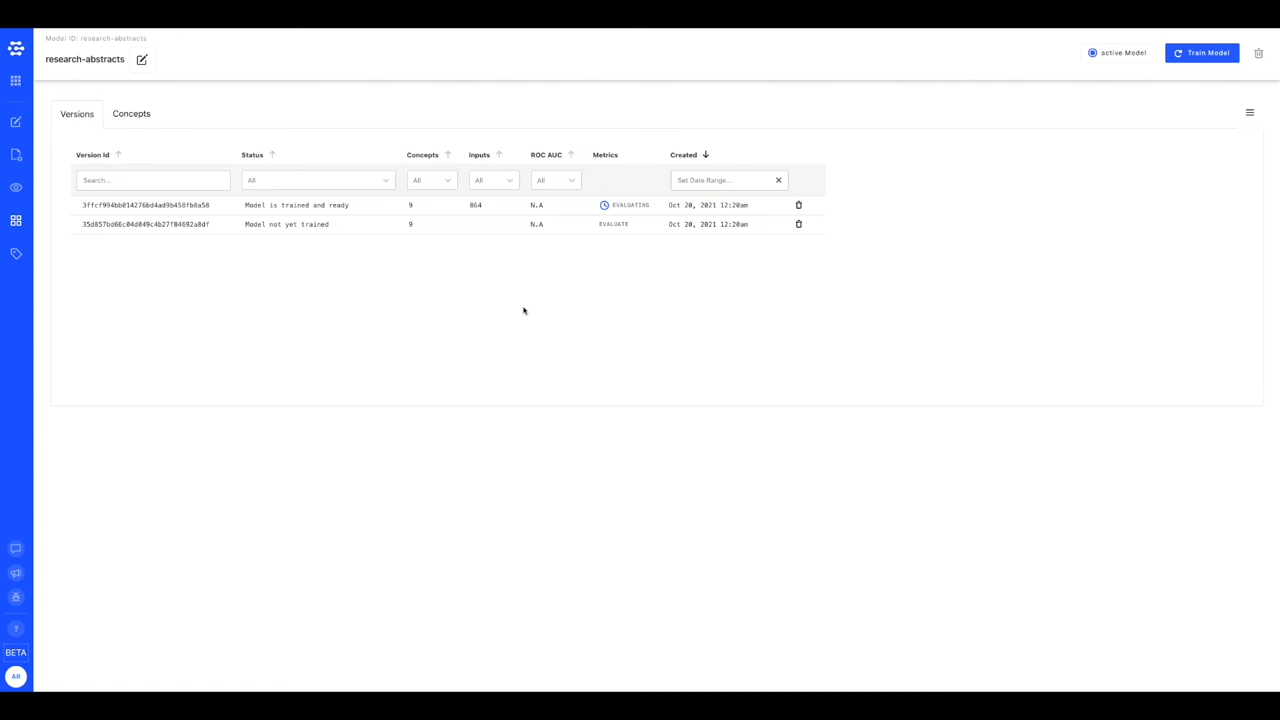 Model ID: research-abstracts
research-abstracts
active Model
Train Model
Versions
Concepts
Version Id
Status
Concepts
Inputs
ROC AUC
Metrics
Created
Search...
All
All
All
All
Set Date Range...
3ffcf994bb014276bd4ad9b458fb8a58 Model is trained and ready 9 864 N.A EVALUATING Oct 20, 2021 12:20am
35d857bd66c04d049c4b27f84692a8df Model not yet trained 9 N.A EVALUATE Oct 20, 2021 12:20am
?
BETA
AR